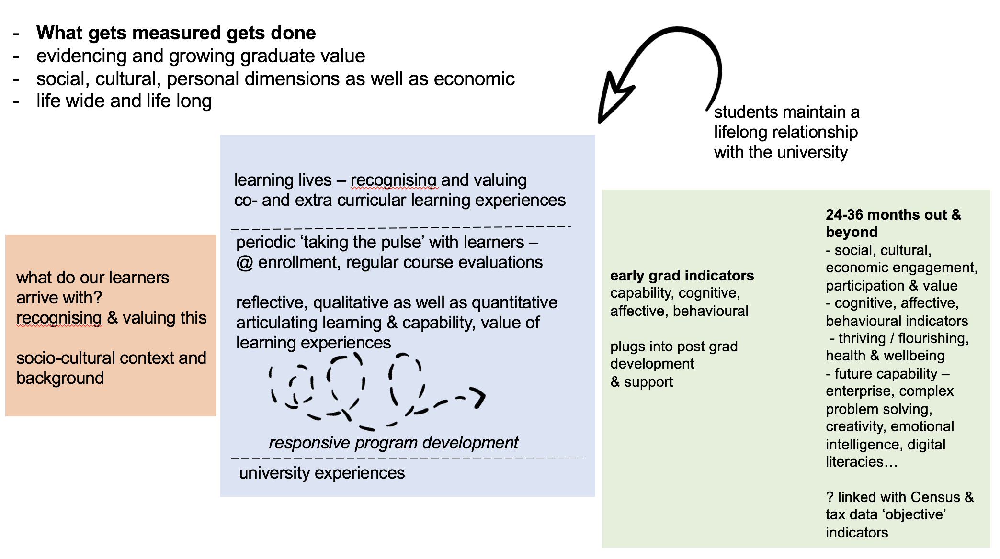 - What gets measured gets done
- evidencing and growing graduate value
- social, cultural, personal dimensions as well as economic
- life wide and life long
students maintain a
lifelong relationship
with the university
what do our learners
arrive with?
recognising & valuing this
socio-cultural context and
background
learning lives – recognising and valuing
co- and extra curricular learning experiences
periodic ‘taking the pulse’ with learners –
@ enrollment, regular course evaluations
reflective, qualitative as well as quantitative
articulating learning & capability, value of
learning experiences
responsive program development
university experiences
early grad indicators
capability, cognitive,
affective, behavioural
plugs into post grad
development
& support
24-36 months out &
beyond
- social, cultural,
economic engagement,
participation & value
- cognitive, affective,
behavioural indicators
- thriving / flourishing,
health & wellbeing
- future capability –
enterprise, complex
problem solving,
creativity, emotional
intelligence, digital
literacies…
? linked with Census &
tax data ‘objective’
indicators